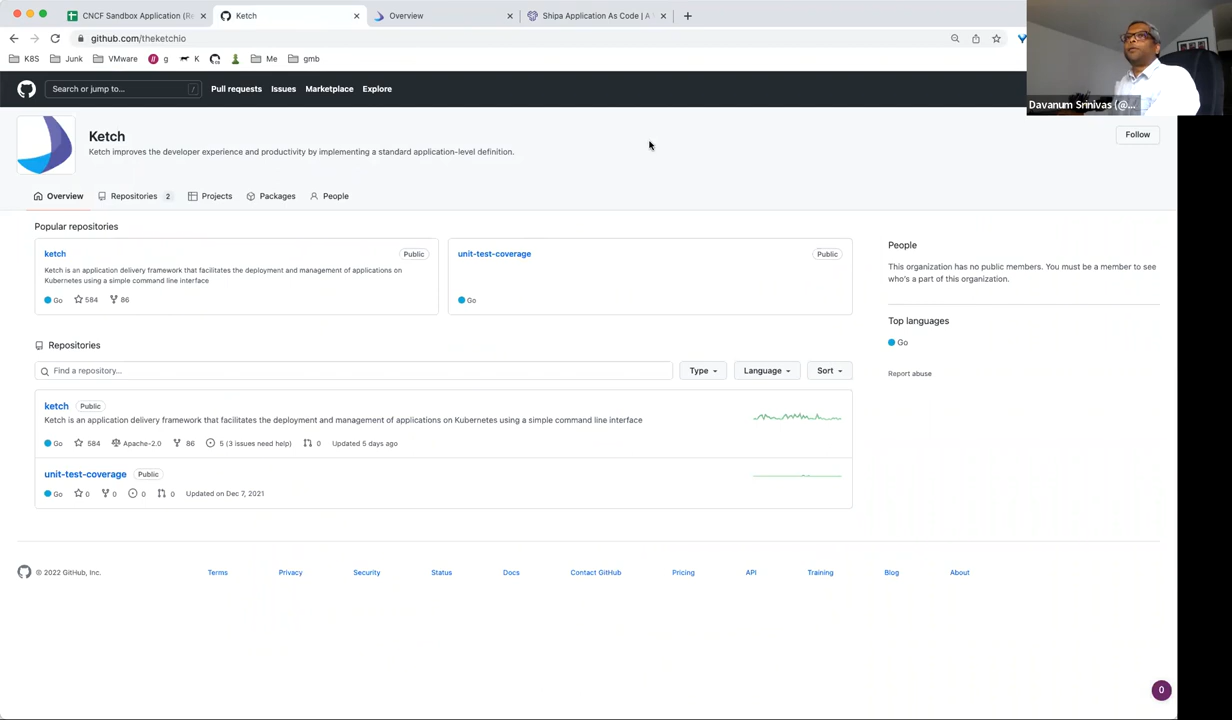 CNCF Sandbox Application (Re
Ketch
Overview
Shipa Application As Code | A
github.com/theketchio
K8S
Junk
VMware
g
K
Me
gmb
Search or jump to...
/
Pull requests
Issues
Marketplace
Explore
Davanum Srinivas (@...
Ketch
Ketch improves the developer experience and productivity by implementing a standard application-level definition.
Follow
Overview
Repositories 2
Projects
Packages
People
Popular repositories
ketch
Public
Ketch is an application delivery framework that facilitates the deployment and management of applications on
Kubernetes using a simple command line interface
Go 584 86
unit-test-coverage
Public
Go
People
This organization has no public members. You must be a member to see
who's a part of this organization.
Top languages
Go
Report abuse
Repositories
Find a repository...
Type
Language
Sort
ketch Public
Ketch is an application delivery framework that facilitates the deployment and management of applications on Kubernetes using a simple command line interface
Go 584 Apache-2.0 86 5 (3 issues need help) 0 Updated 5 days ago
unit-test-coverage Public
Go 0 0 0 0 Updated on Dec 7, 2021
© 2022 GitHub, Inc.
Terms
Privacy
Security
Status
Docs
Contact GitHub
Pricing
API
Training
Blog
About
0